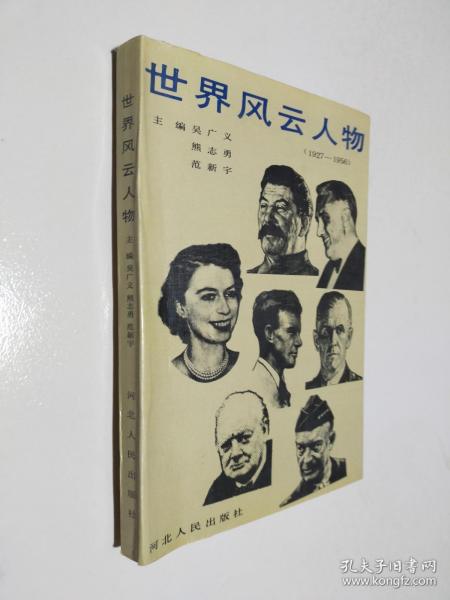 世界风云人物
(1927—1956)
主编 吴广义
熊志勇
范新宇
河北人民出版社
世界风云人物
主编 吴广义 熊志勇 范新宇
河北人民出版社
孔夫子旧书网
www.kongfz.com